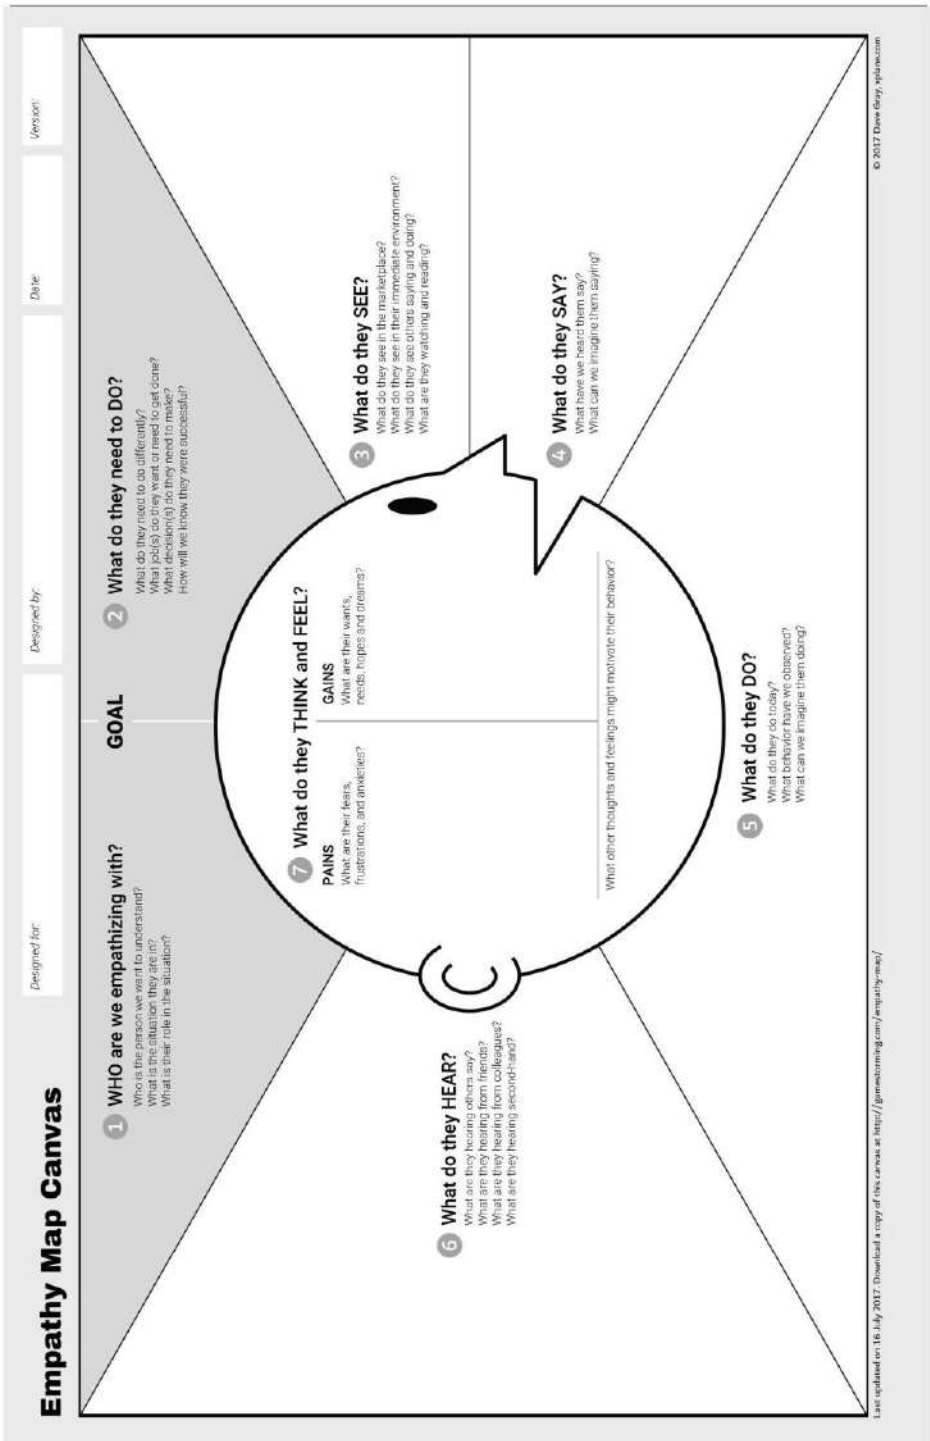 Empathy Map Canvas
Designed for:
Designed by:
Date:
Version:
1 WHO are we empathizing with?
Who is the person we want to understand?
What is the situation they are in?
What is their role in the situation?
GOAL
2 What do they need to DO?
What do they need to do differently?
What job(s) do they want or need to get done?
What decision(s) do they need to make?
How will we know they were successful?
3 What do they SEE?
What do they see in the marketplace?
What do they see in their immediate environment?
What do they see others saying and doing?
What are they watching and reading?
4 What do they SAY?
What have we heard them say?
What can we imagine them saying?
5 What do they DO?
What do they do today?
What behavior have we observed?
What can we imagine them doing?
6 What do they HEAR?
What are they hearing others say?
What are they hearing from friends?
What are they hearing from colleagues?
What are they hearing second-hand?
7 What do they THINK and FEEL?
PAINS
What are their fears,
frustrations, and anxieties?
GAINS
What are their wants,
needs, hopes and dreams?
What other thoughts and feelings might motivate their behavior?
Last updated on 16 July 2017. Download a copy of this canvas at http://gamestorming.com/empathy-map/
© 2017 Dave Gray, xplane.com